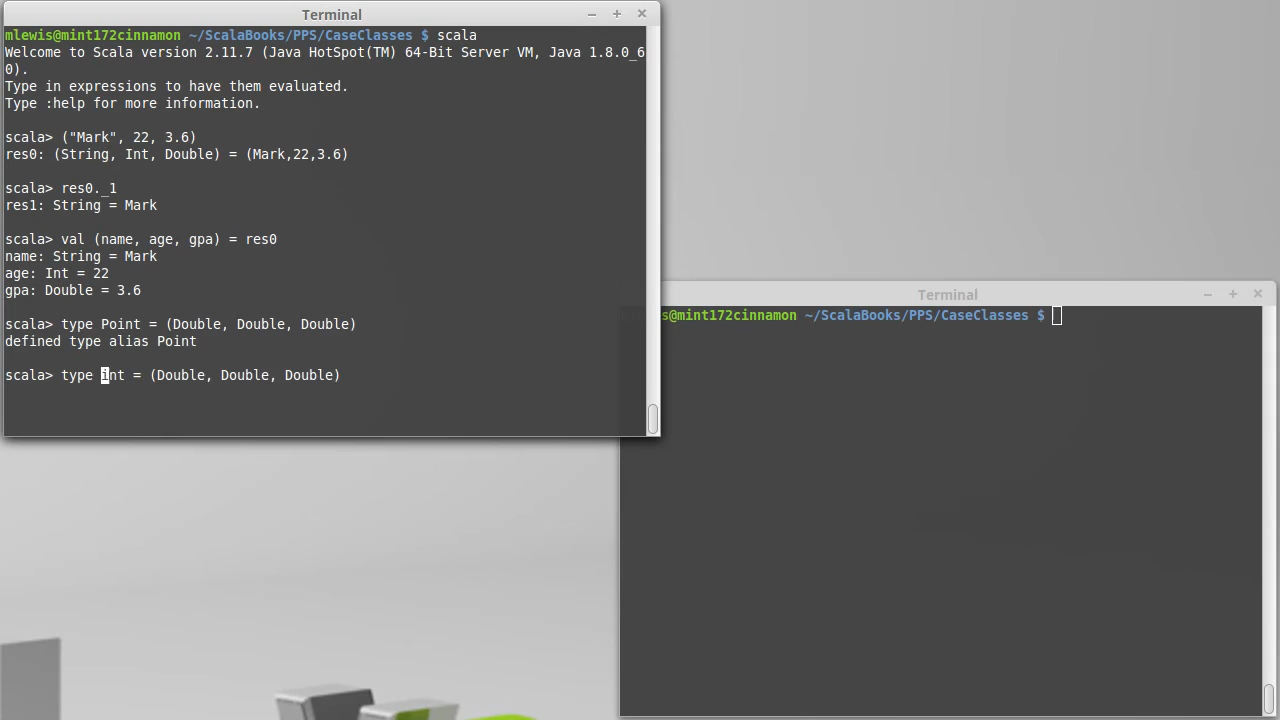 Terminal
mlewis@mint172cinnamon ~/ScalaBooks/PPS/CaseClasses $ scala
Welcome to Scala version 2.11.7 (Java HotSpot(TM) 64-Bit Server VM, Java 1.8.0_6
0).
Type in expressions to have them evaluated.
Type :help for more information.
scala> ("Mark", 22, 3.6)
res0: (String, Int, Double) = (Mark,22,3.6)
scala> res0._1
res1: String = Mark
scala> val (name, age, gpa) = res0
name: String = Mark
age: Int = 22
gpa: Double = 3.6
scala> type Point = (Double, Double, Double)
defined type alias Point
scala> type int = (Double, Double, Double)
Terminal
s@mint172cinnamon ~/ScalaBooks/PPS/CaseClasses $